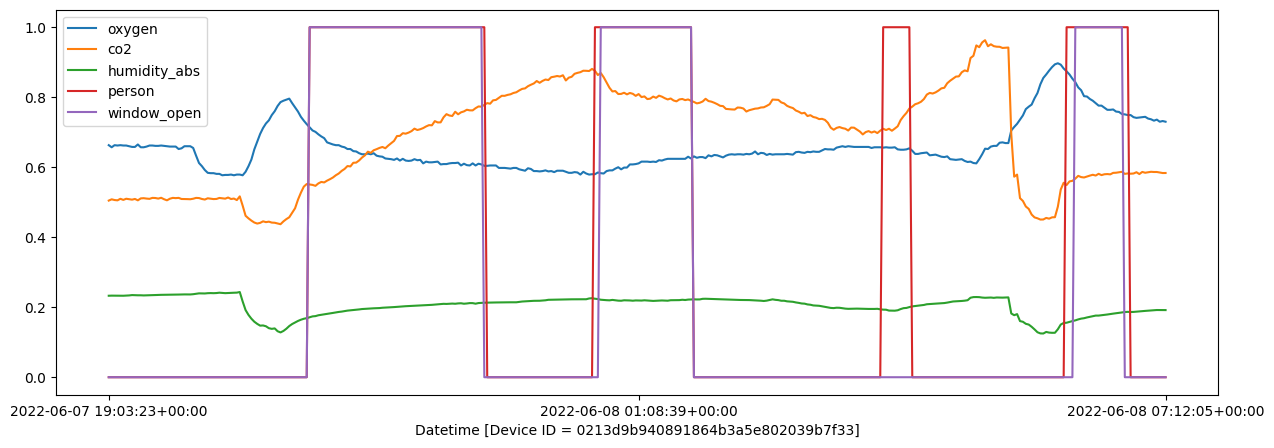 oxygen
co2
humidity_abs
person
window_open
1.0
0.8
0.6
0.4
0.2
0.0
2022-06-07 19:03:23+00:00
2022-06-08 01:08:39+00:00
2022-06-08 07:12:05+00:00
Datetime [Device ID = 0213d9b940891864b3a5e802039b7f33]